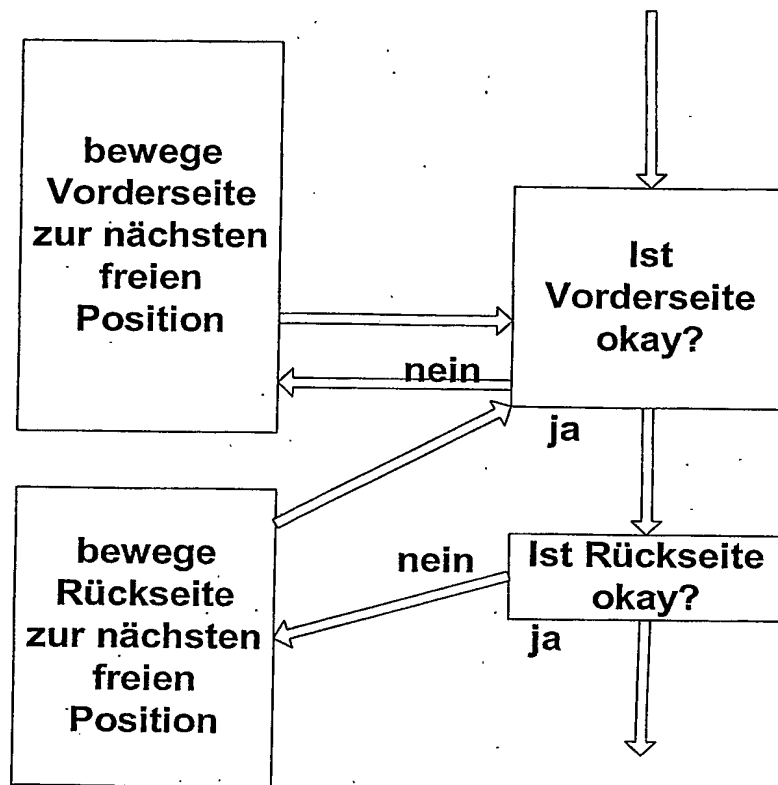 bewege
Vorderseite
zur nächsten
freien
Position
Ist
Vorderseite
okay?
nein
ja
bewege
Rückseite
zur nächsten
freien
Position
nein
Ist Rückseite
okay?
ja